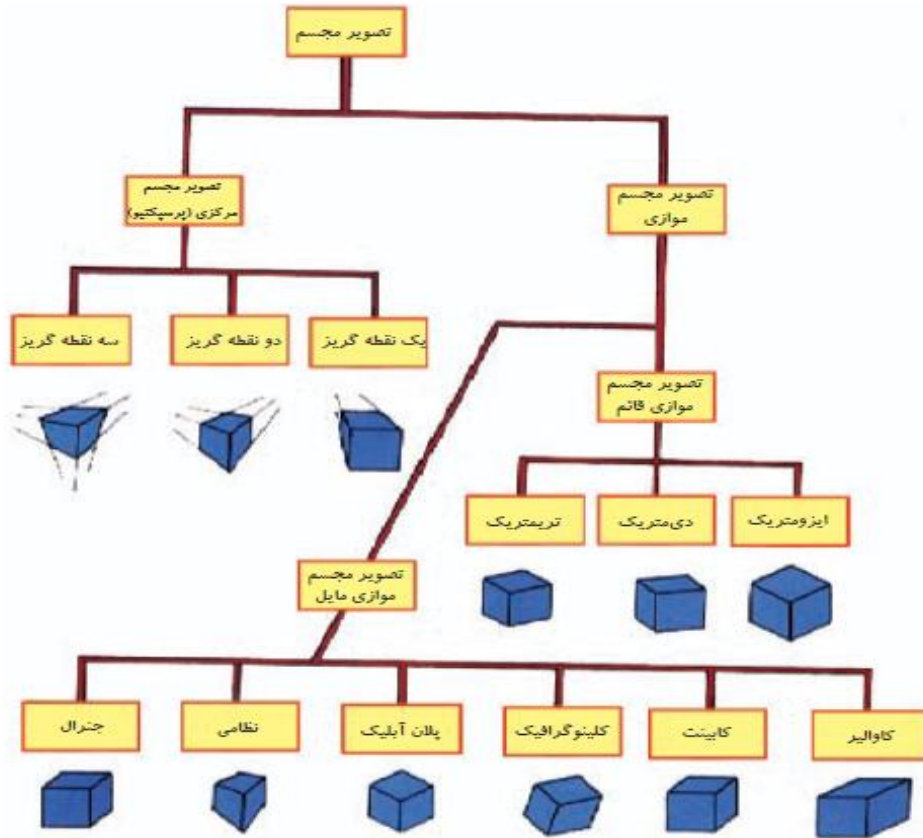 تصویر مجسم
تصویر مجسم
مرکزی (پرسپکتیو)
تصویر مجسم
موازی
یک نقطه گریز
دو نقطه گریز
سه نقطه گریز
تصویر مجسم
موازی قائم
ایزومتریک
دی‌متریک
تریمتریک
تصویر مجسم
موازی مایل
کاوالیر
کابینت
کلینوگرافیک
پلان آبلیک
نظامی
جنرال